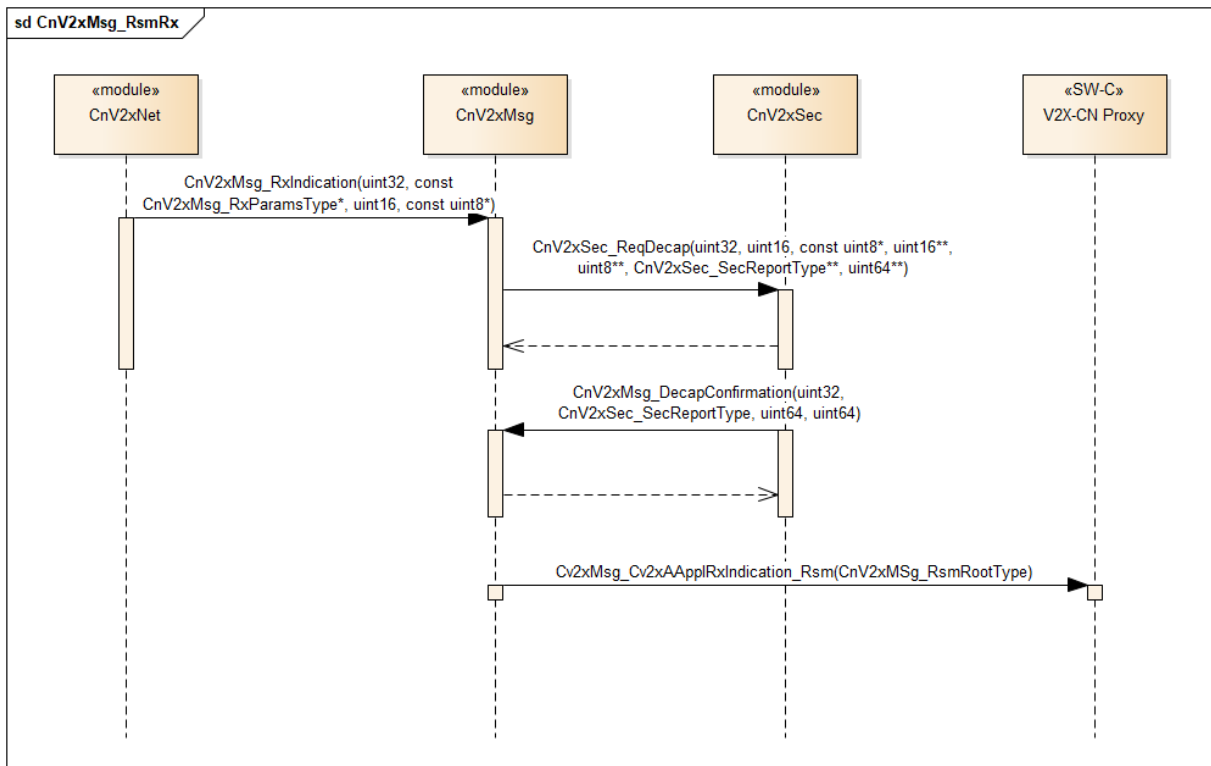 sd CnV2xMsg_RsmRx
«module»
CnV2xNet
«module»
CnV2xMsg
«module»
CnV2xSec
«SW-C»
V2X-CN Proxy
CnV2xMsg_RxIndication(uint32, const
CnV2xMsg_RxParamsType*, uint16, const uint8*)
CnV2xSec_ReqDecap(uint32, uint16, const uint8*, uint16**,
uint8**, CnV2xSec_SecReportType**, uint64**)
CnV2xMsg_DecapConfirmation(uint32,
CnV2xSec_SecReportType, uint64, uint64)
Cv2xMsg_Cv2xAApplRxIndication_Rsm(CnV2xMSg_RsmRootType)